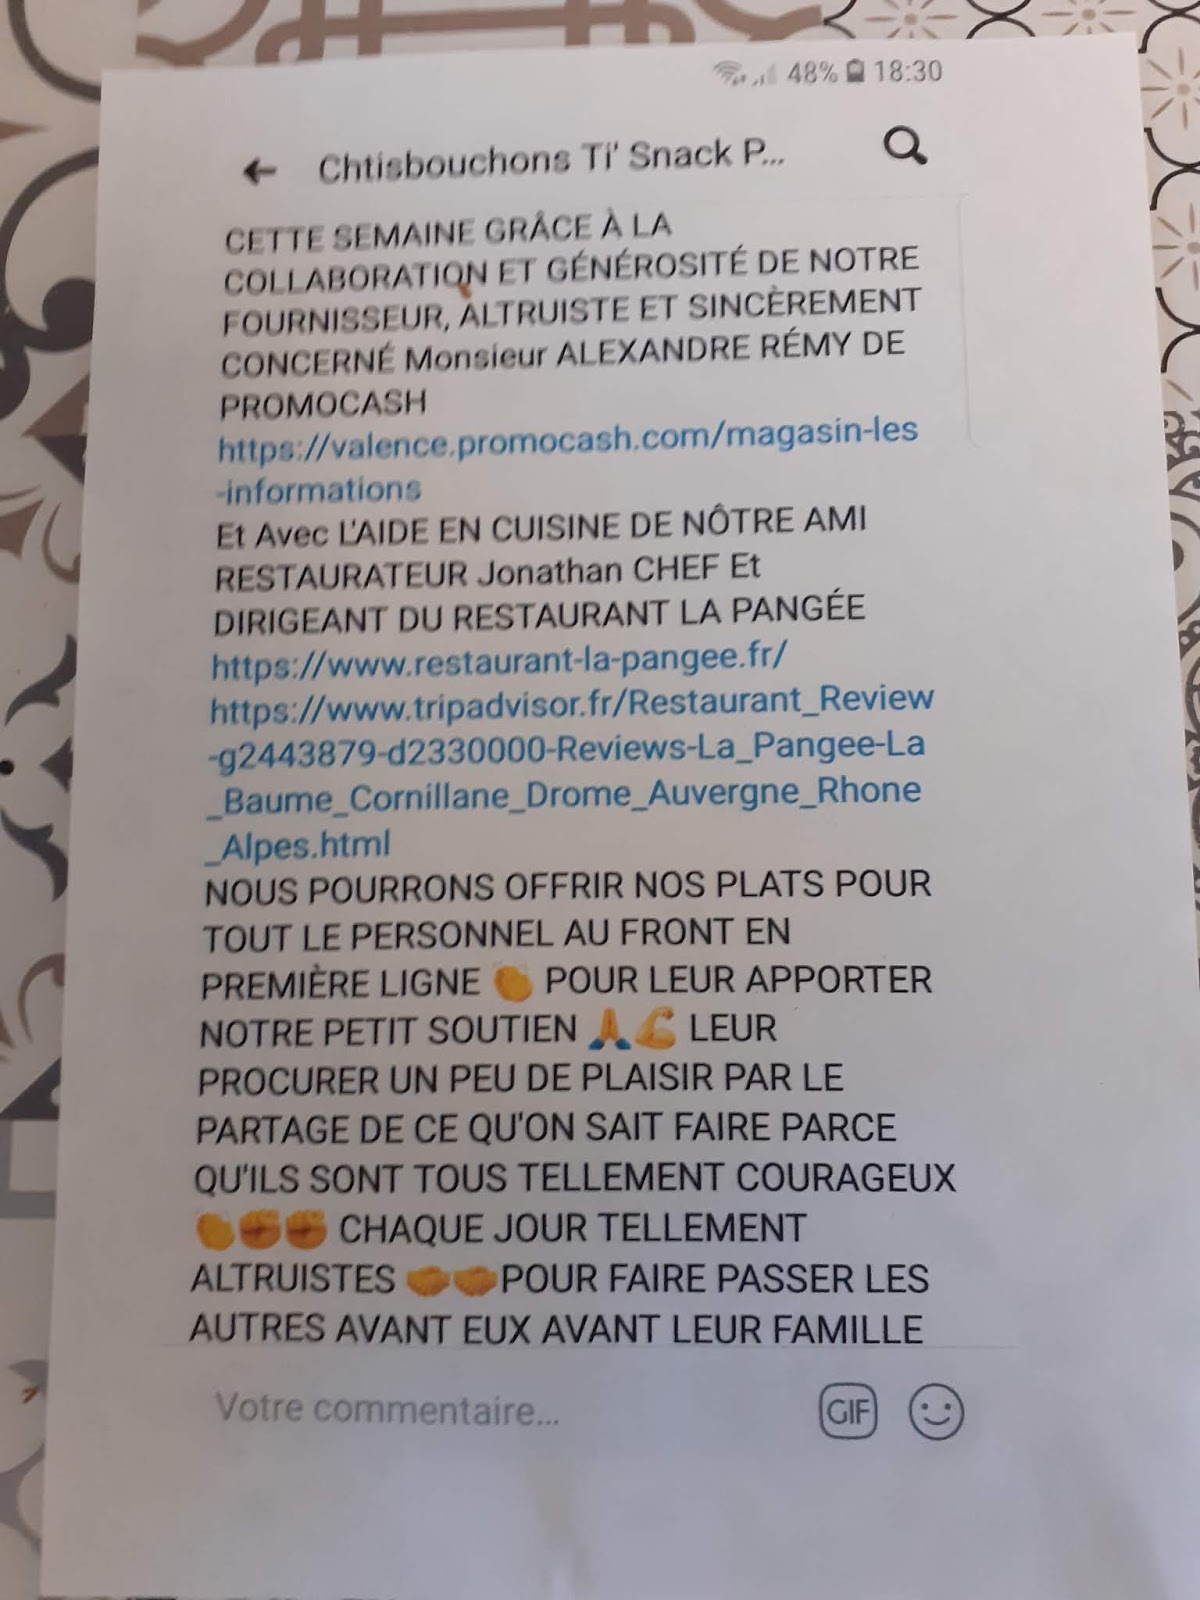 48% 18:30
← Chtisbouchons Ti' Snack P...
CETTE SEMAINE GRÂCE À LA
COLLABORATION ET GÉNÉROSITÉ DE NOTRE
FOURNISSEUR, ALTRUISTE ET SINCÈREMENT
CONCERNÉ Monsieur ALEXANDRE RÉMY DE
PROMOCASH
https://valence.promocash.com/magasin-les
-informations
Et Avec L'AIDE EN CUISINE DE NÔTRE AMI
RESTAURATEUR Jonathan CHEF Et
DIRIGEANT DU RESTAURANT LA PANGÉE
https://www.restaurant-la-pangee.fr/
https://www.tripadvisor.fr/Restaurant_Review
-g2443879-d2330000-Reviews-La_Pangee-La
_Baume_Cornillane_Drome_Auvergne_Rhone
_Alpes.html
NOUS POURRONS OFFRIR NOS PLATS POUR
TOUT LE PERSONNEL AU FRONT EN
PREMIÈRE LIGNE 👏 POUR LEUR APPORTER
NOTRE PETIT SOUTIEN 🙏💪 LEUR
PROCURER UN PEU DE PLAISIR PAR LE
PARTAGE DE CE QU'ON SAIT FAIRE PARCE
QU'ILS SONT TOUS TELLEMENT COURAGEUX
👏✊✊ CHAQUE JOUR TELLEMENT
ALTRUISTES 🤝🤝POUR FAIRE PASSER LES
AUTRES AVANT EUX AVANT LEUR FAMILLE
Votre commentaire... GIF